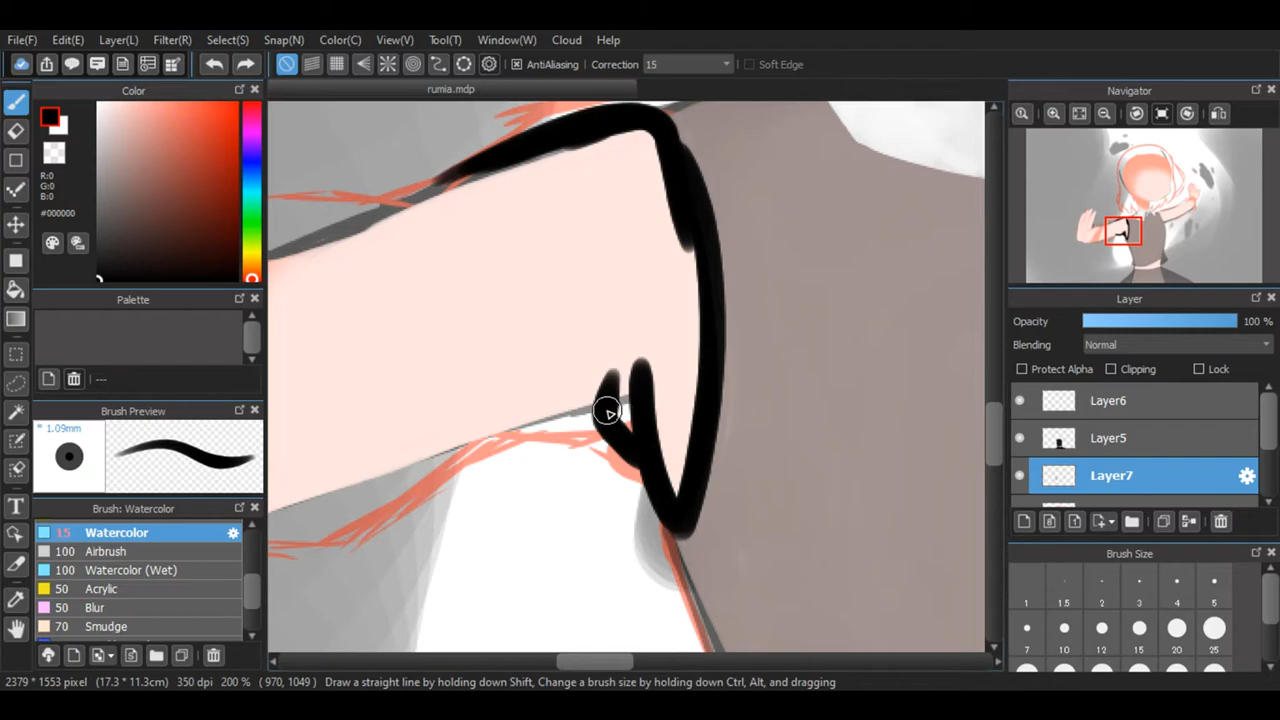 File(F) Edit(E) Layer(L) Filter(R) Select(S) Snap(N) Color(C) View(V) Tool(T) Window(W) Cloud Help
AntiAliasing Correction 15 Soft Edge
Color
rumia.mdp
Navigator
R:0
G:0
B:0
#000000
Palette
---
Brush Preview
1.09mm
Brush: Watercolor
15 Watercolor
100 Airbrush
100 Watercolor (Wet)
50 Acrylic
50 Blur
70 Smudge
Layer
Opacity 100 %
Blending Normal
Protect Alpha Clipping Lock
Layer6
Layer5
Layer7
Brush Size
1 1.5 2 3 4 5
7 10 12 15 20 25
2379 * 1553 pixel (17.3 * 11.3cm) 350 dpi 200 % ( 970, 1049 ) Draw a straight line by holding down Shift, Change a brush size by holding down Ctrl, Alt, and dragging